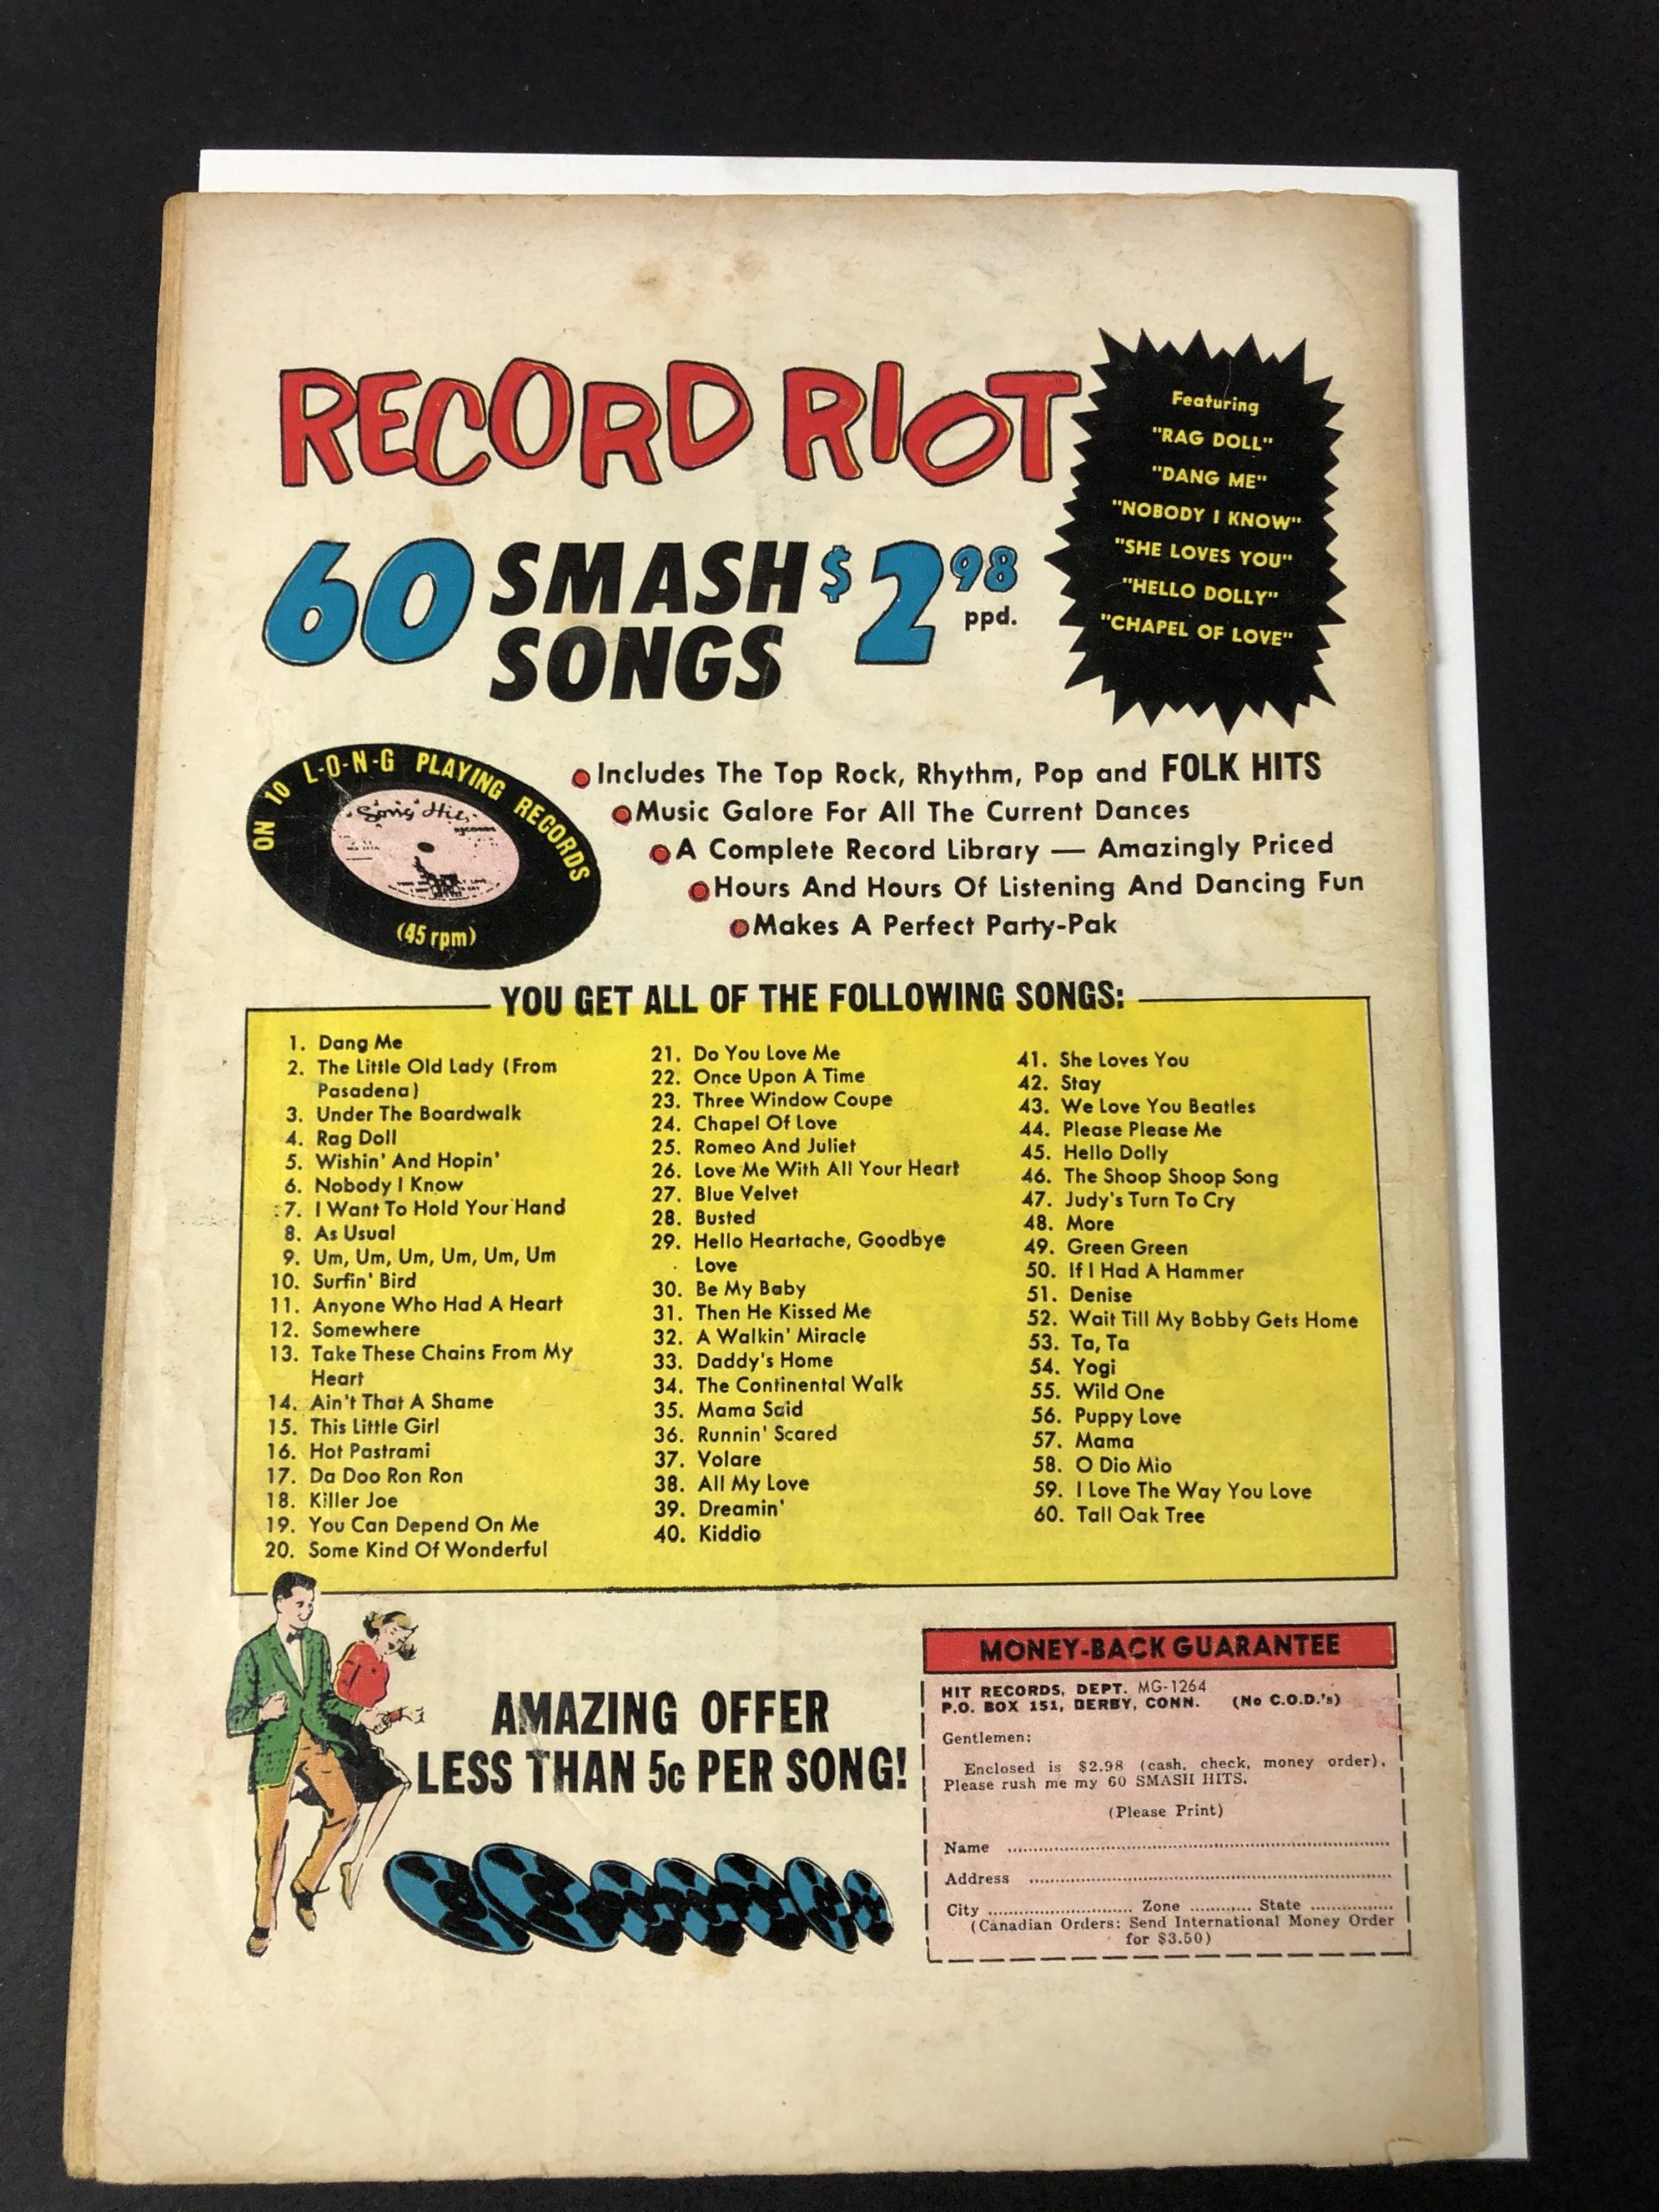 RECORD RIOT
60 SMASH SONGS $2.98 ppd.
Featuring
"RAG DOLL"
"DANG ME"
"NOBODY I KNOW"
"SHE LOVES YOU"
"HELLO DOLLY"
"CHAPEL OF LOVE"
ON 10 L-O-N-G PLAYING RECORDS
Song Hits
RECORDS
(45 rpm)
Includes The Top Rock, Rhythm, Pop and FOLK HITS
Music Galore For All The Current Dances
A Complete Record Library — Amazingly Priced
Hours And Hours Of Listening And Dancing Fun
Makes A Perfect Party-Pak
YOU GET ALL OF THE FOLLOWING SONGS:
1. Dang Me
2. The Little Old Lady (From
Pasadena)
3. Under The Boardwalk
4. Rag Doll
5. Wishin' And Hopin'
6. Nobody I Know
7. I Want To Hold Your Hand
8. As Usual
9. Um, Um, Um, Um, Um, Um
10. Surfin' Bird
11. Anyone Who Had A Heart
12. Somewhere
13. Take These Chains From My
Heart
14. Ain't That A Shame
15. This Little Girl
16. Hot Pastrami
17. Da Doo Ron Ron
18. Killer Joe
19. You Can Depend On Me
20. Some Kind Of Wonderful
21. Do You Love Me
22. Once Upon A Time
23. Three Window Coupe
24. Chapel Of Love
25. Romeo And Juliet
26. Love Me With All Your Heart
27. Blue Velvet
28. Busted
29. Hello Heartache, Goodbye
Love
30. Be My Baby
31. Then He Kissed Me
32. A Walkin' Miracle
33. Daddy's Home
34. The Continental Walk
35. Mama Said
36. Runnin' Scared
37. Volare
38. All My Love
39. Dreamin'
40. Kiddio
41. She Loves You
42. Stay
43. We Love You Beatles
44. Please Please Me
45. Hello Dolly
46. The Shoop Shoop Song
47. Judy's Turn To Cry
48. More
49. Green Green
50. If I Had A Hammer
51. Denise
52. Wait Till My Bobby Gets Home
53. Ta, Ta
54. Yogi
55. Wild One
56. Puppy Love
57. Mama
58. O Dio Mio
59. I Love The Way You Love
60. Tall Oak Tree
AMAZING OFFER
LESS THAN 5c PER SONG!
MONEY-BACK GUARANTEE
HIT RECORDS, DEPT. MG-1264
P.O. BOX 151, DERBY, CONN. (No C.O.D.'s)
Gentlemen:
Enclosed is $2.98 (cash, check, money order).
Please rush me my 60 SMASH HITS.
(Please Print)
Name
Address
City Zone State
(Canadian Orders: Send International Money Order
for $3.50)